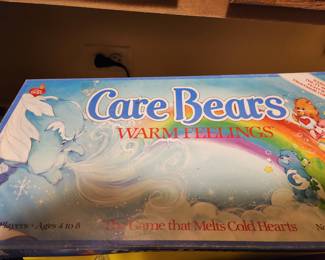 Care Bears
WARM FEELINGS
Players • Ages 4 to 8
The Game that Melts Cold Hearts